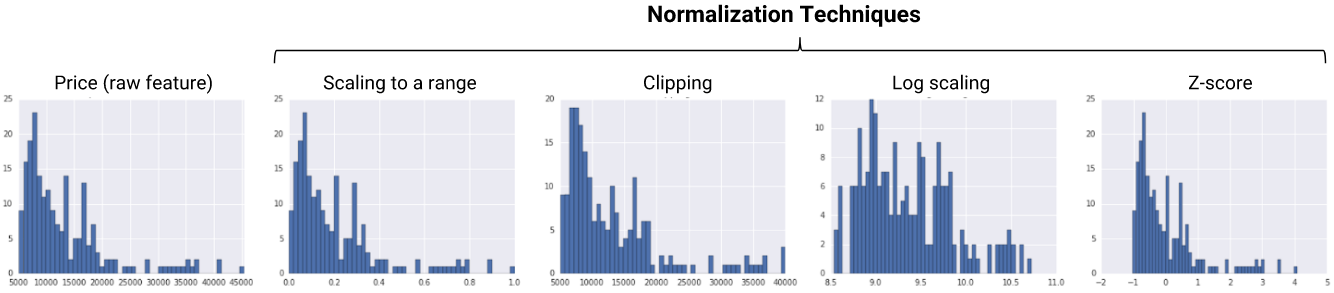 Normalization Techniques
Price (raw feature)
Scaling to a range
Clipping
Log scaling
Z-score
25
20
15
10
5
0
5000 10000 15000 20000 25000 30000 35000 40000 45000
25
20
15
10
5
0
0.0 0.2 0.4 0.6 0.8 1.0
20
15
10
5
0
5000 10000 15000 20000 25000 30000 35000 40000
12
10
8
6
4
2
0
8.5 9.0 9.5 10.0 10.5 11.0
25
20
15
10
5
0
−2 −1 0 1 2 3 4 5